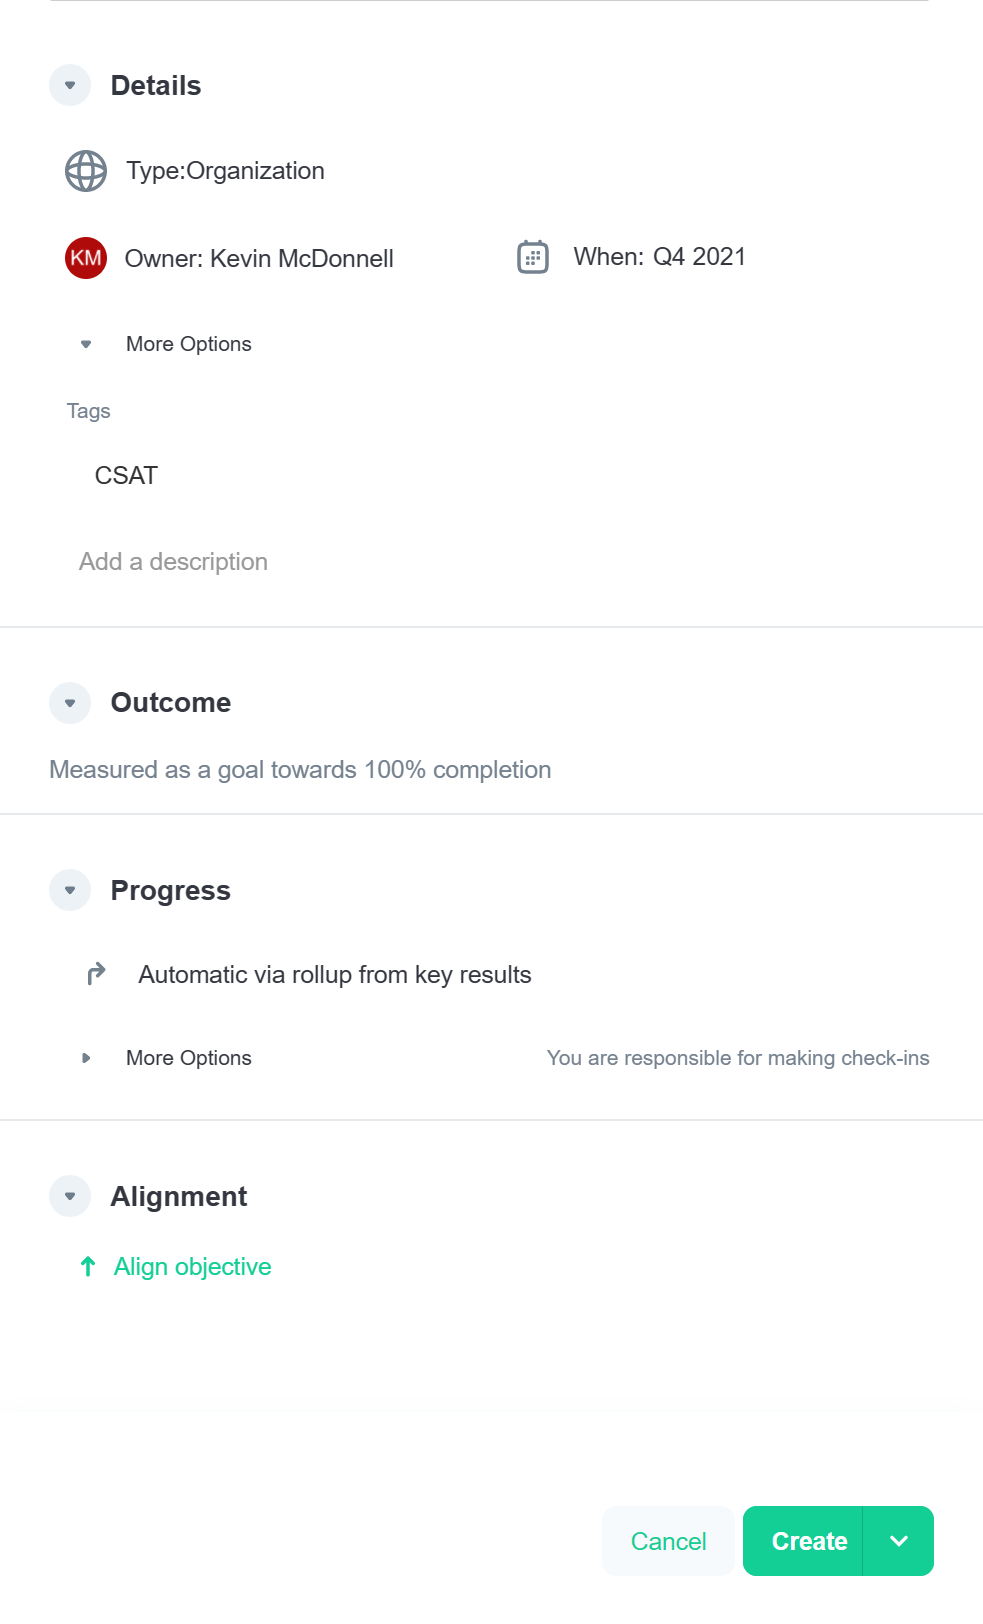 Details
Type:Organization
KM Owner: Kevin McDonnell When: Q4 2021
More Options
Tags
CSAT
Add a description
Outcome
Measured as a goal towards 100% completion
Progress
Automatic via rollup from key results
More Options You are responsible for making check-ins
Alignment
Align objective
Cancel Create